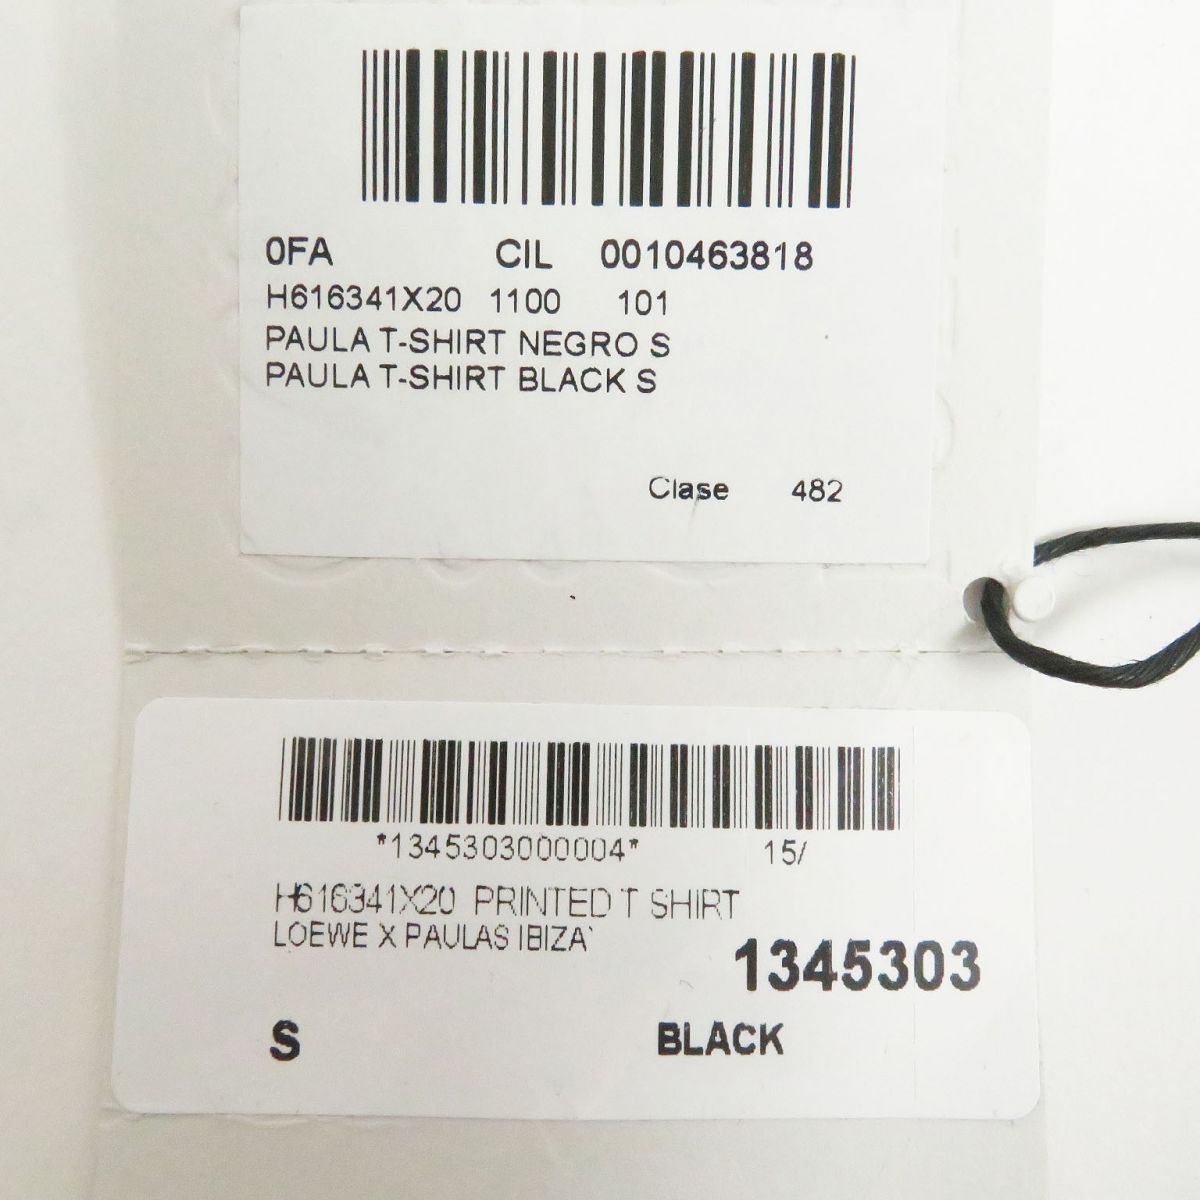 0FA CIL 0010463818
H616341X20 1100 101
PAULA T-SHIRT NEGRO S
PAULA T-SHIRT BLACK S
Clase 482
*1345303000004* 15/
H616341X20 PRINTED T SHIRT
LOEWE X PAULAS IBIZA`
1345303
S BLACK